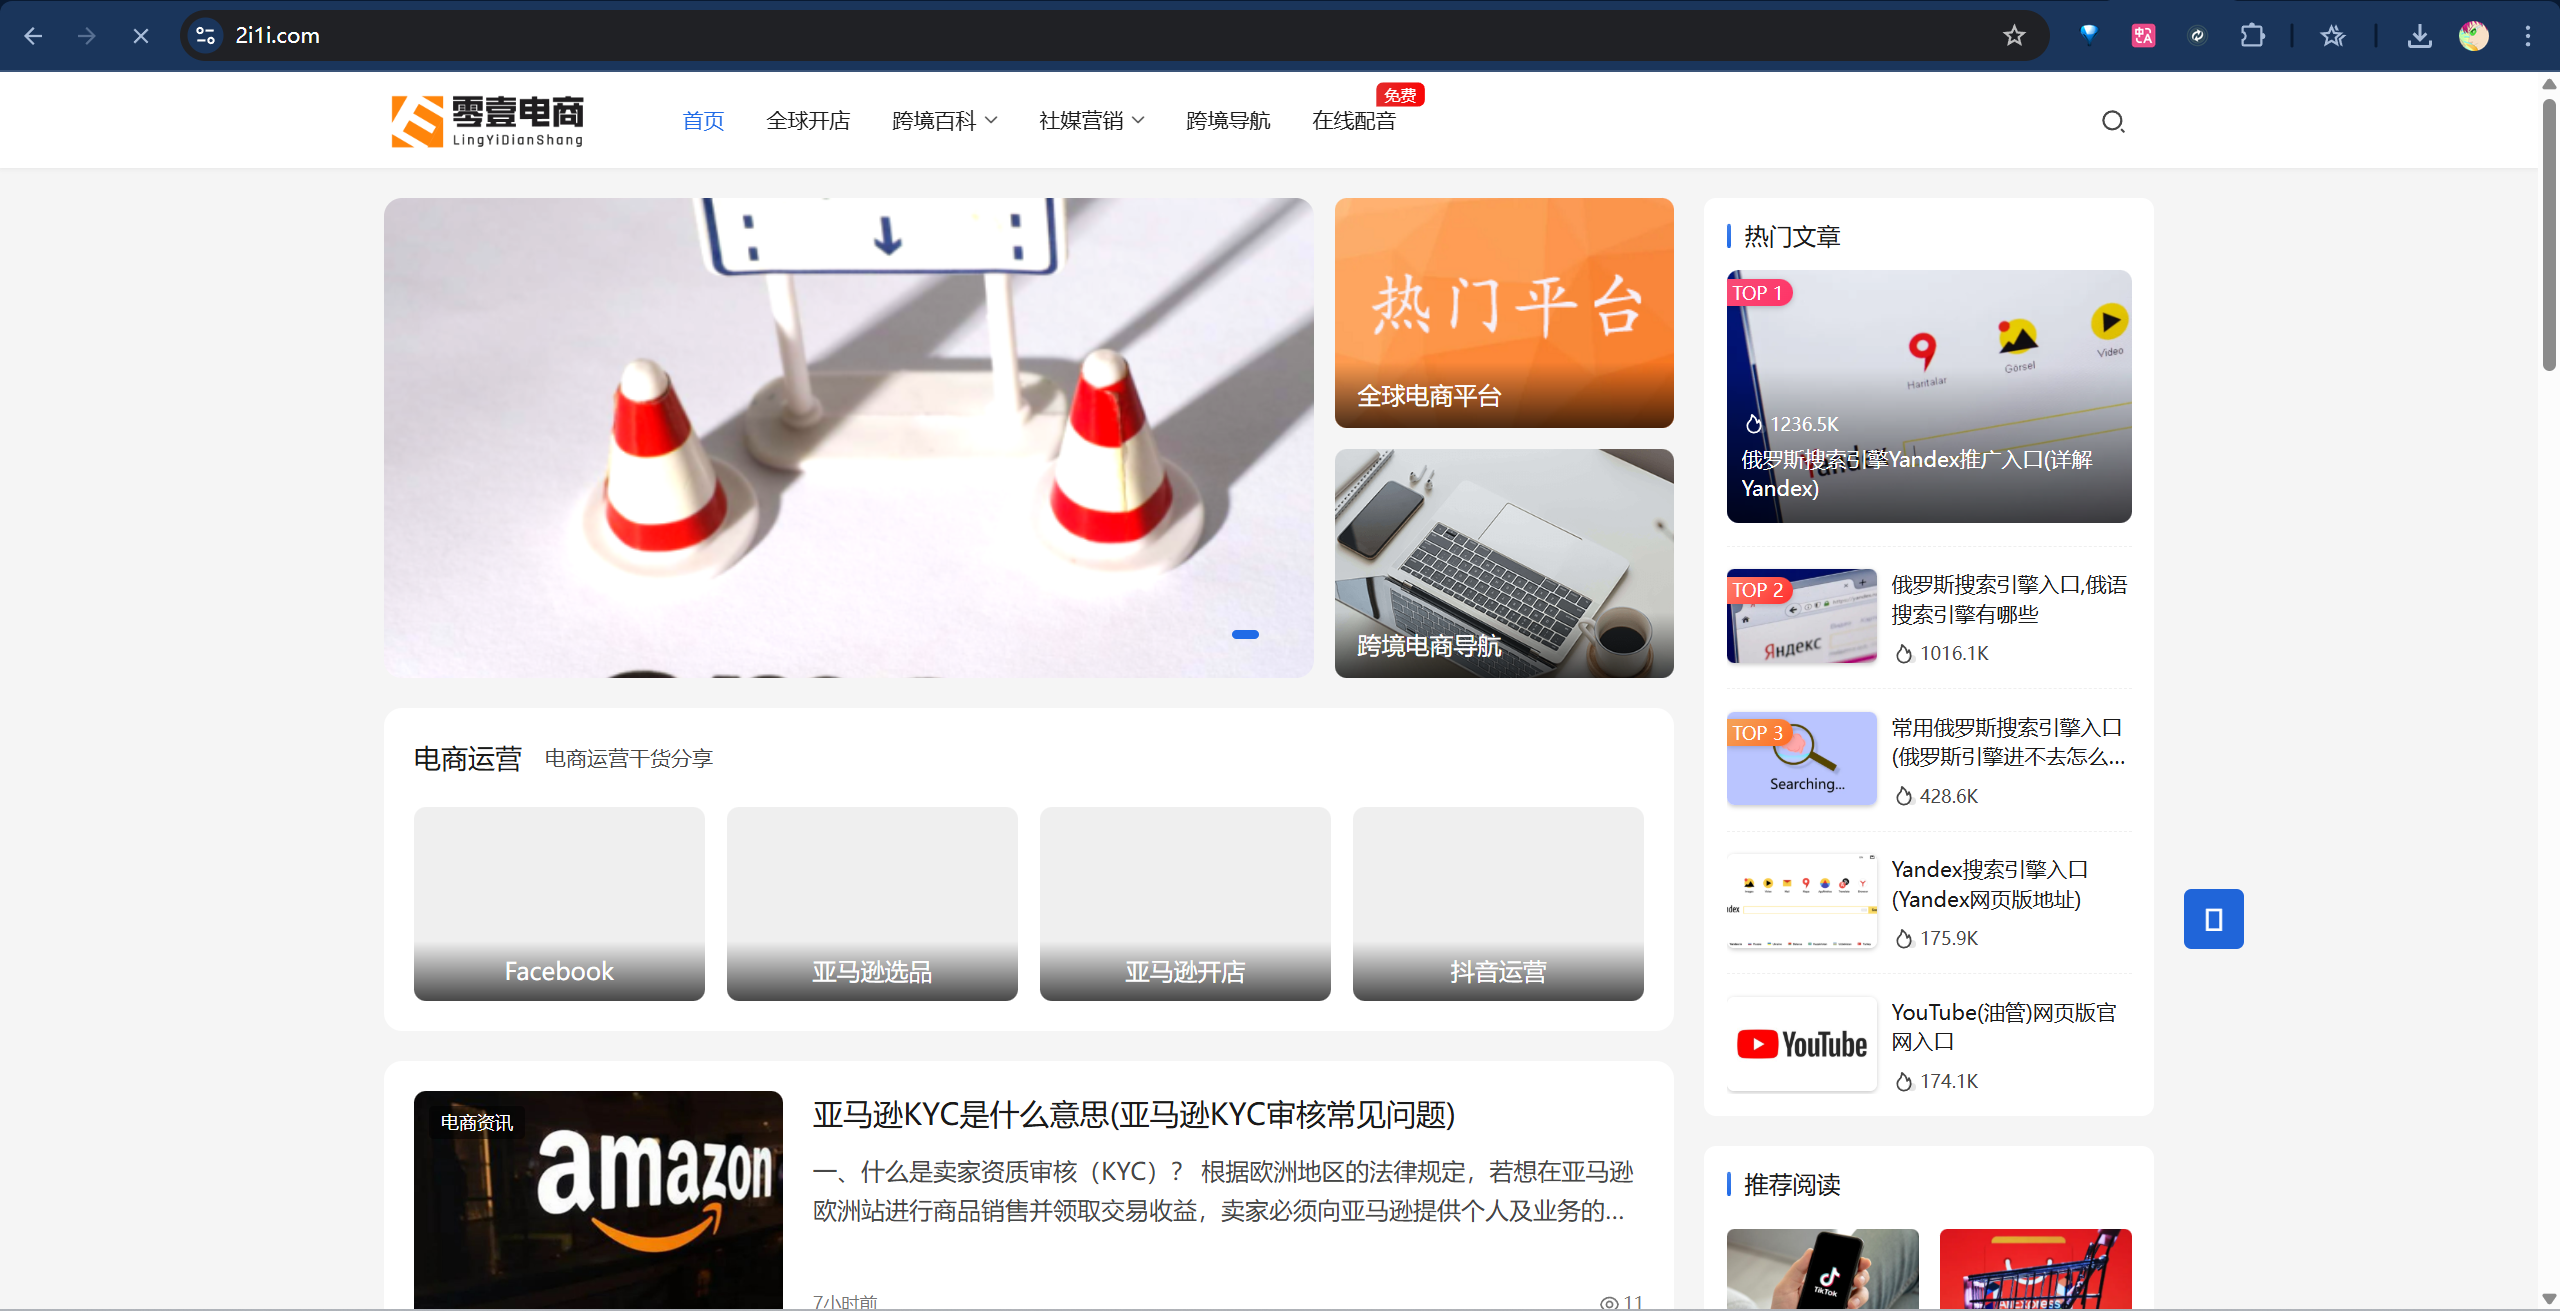 2i1i.com
零壹电商
LingYiDianShang
首页
全球开店
跨境百科
社媒营销
跨境导航
在线配音
免费
热门平台
全球电商平台
跨境电商导航
电商运营
电商运营干货分享
Facebook
亚马逊选品
亚马逊开店
抖音运营
电商资讯
amazon
亚马逊KYC是什么意思(亚马逊KYC审核常见问题)
一、什么是卖家资质审核（KYC）？ 根据欧洲地区的法律规定，若想在亚马逊
欧洲站进行商品销售并领取交易收益，卖家必须向亚马逊提供个人及业务的...
7小时前
11
热门文章
TOP 1
Haritalar
Görsel
Video
1236.5K
俄罗斯搜索引擎Yandex推广入口(详解
Yandex)
TOP 2
Яндекс
俄罗斯搜索引擎入口,俄语
搜索引擎有哪些
1016.1K
TOP 3
Searching...
常用俄罗斯搜索引擎入口
(俄罗斯引擎进不去怎么...
428.6K
Yandex搜索引擎入口
(Yandex网页版地址)
175.9K
YouTube
YouTube(油管)网页版官
网入口
174.1K
推荐阅读
TikTok
AliExpress